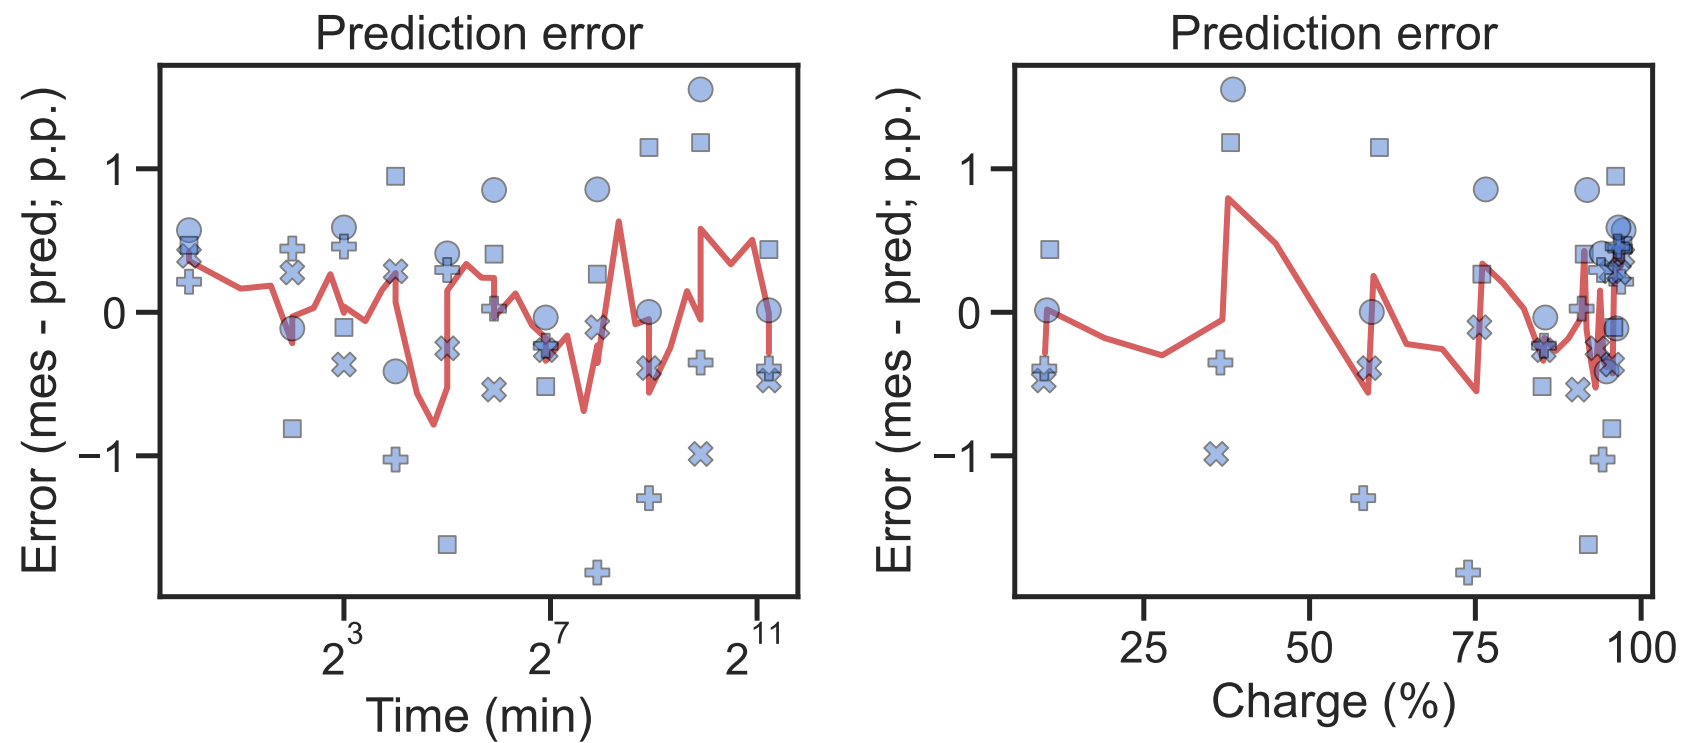 Prediction error
Error (mes - pred; p.p.)
1
0
−1
2^3
2^7
2^11
Time (min)
Prediction error
Error (mes - pred; p.p.)
1
0
−1
25
50
75
100
Charge (%)